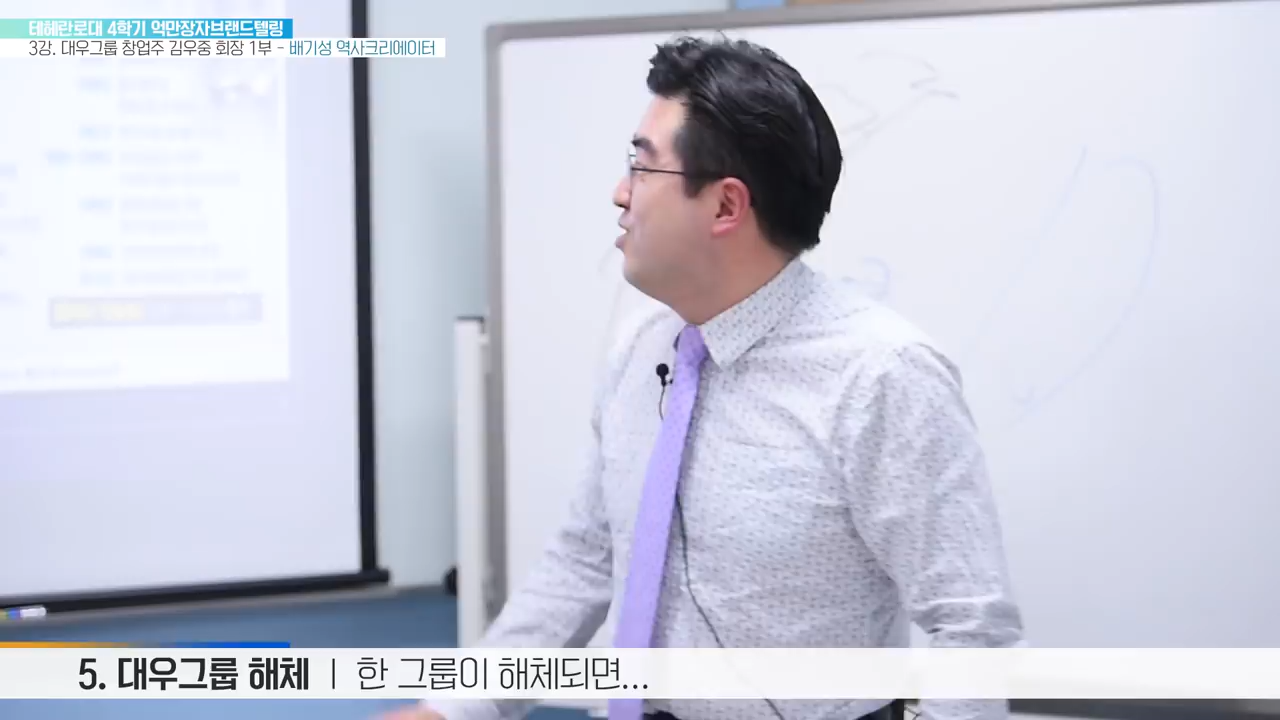 테헤란로대 4학기 억만장자브랜드텔링
3강. 대우그룹 창업주 김우중 회장 1부 - 배기성 역사크리에이터
5. 대우그룹 해체 | 한 그룹이 해체되면...